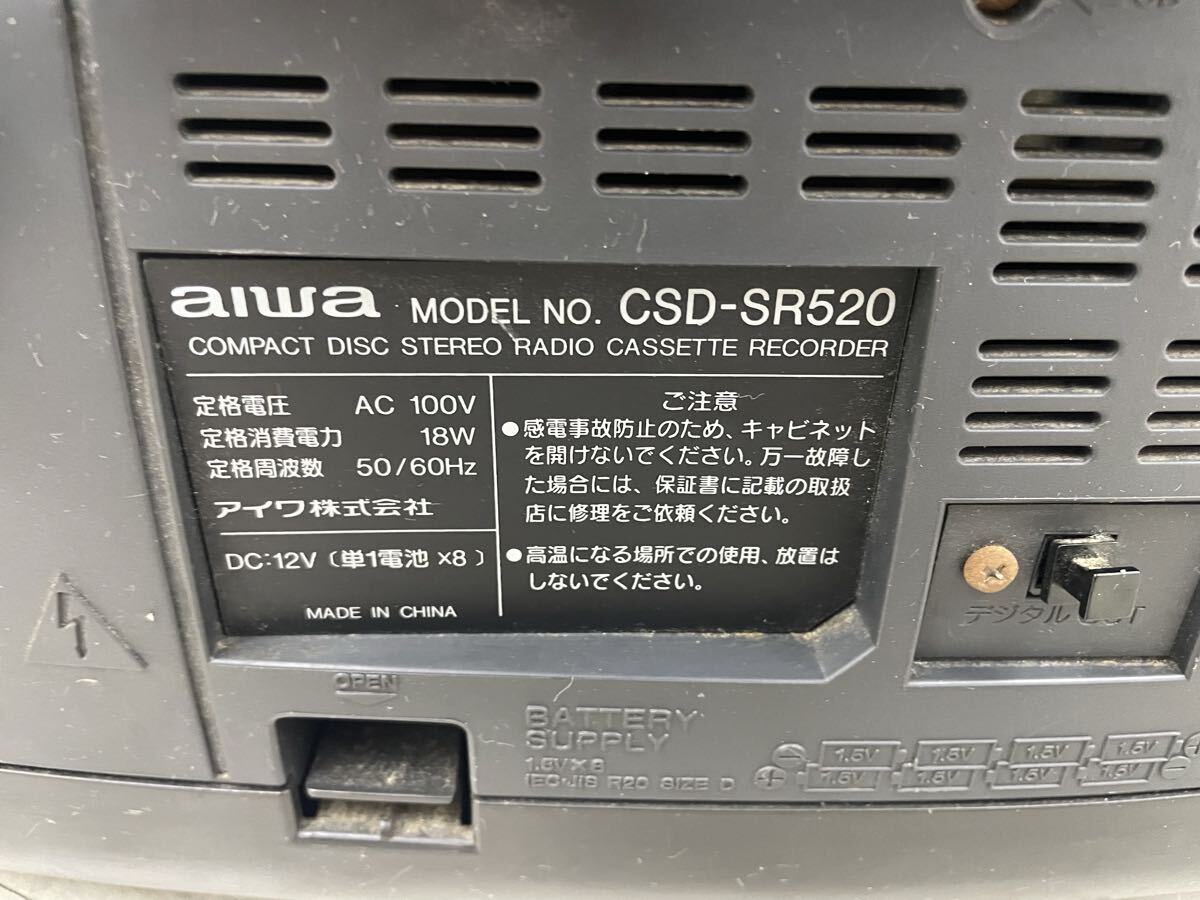 aiwa MODEL NO. CSD-SR520
COMPACT DISC STEREO RADIO CASSETTE RECORDER
定格電圧 AC 100V
定格消費電力 18W
定格周波数 50/60Hz
アイワ株式会社
DC:12V (単1電池 ×8)
MADE IN CHINA
ご注意
●感電事故防止のため、キャビネット
を開けないでください。万一故障し
た場合には、保証書に記載の取扱
店に修理をご依頼ください。
●高温になる場所での使用、放置は
しないでください。
デジタル OUT
OPEN
BATTERY
SUPPLY
1.5V×8
IEC·JIS R20 SIZE D
⊖ 1.5V 1.5V 1.5V 1.5V ⊕
⊕ 1.5V 1.5V 1.5V 1.5V ⊖